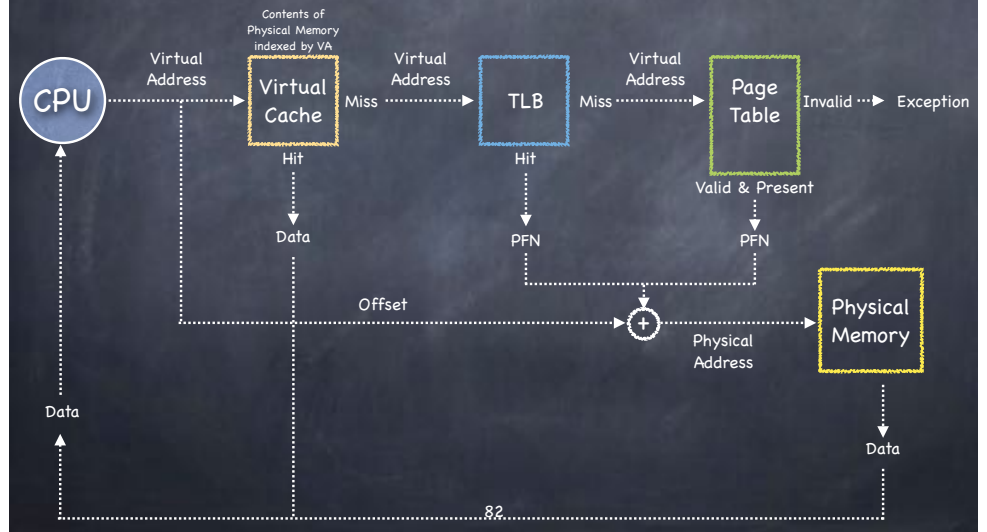 Contents of
Physical Memory
indexed by VA
CPU
Virtual
Address
Virtual
Cache
Miss
Virtual
Address
TLB
Miss
Virtual
Address
Page
Table
Invalid
Exception
Hit
Hit
Valid & Present
Data
PFN
PFN
Offset
+
Physical
Address
Physical
Memory
Data
Data
82